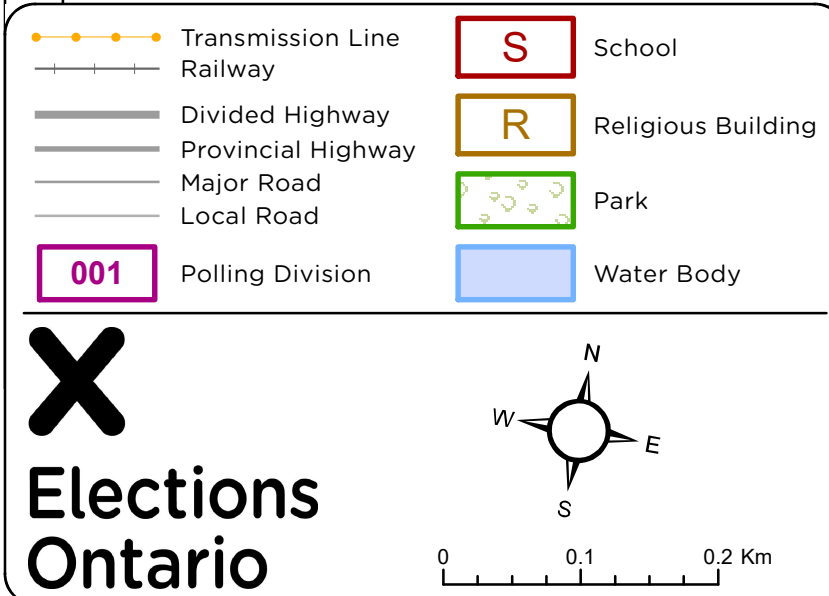 Transmission Line
Railway
Divided Highway
Provincial Highway
Major Road
Local Road
001 Polling Division
S School
R Religious Building
Park
Water Body
Elections
Ontario
N
W
E
S
0 0.1 0.2 Km